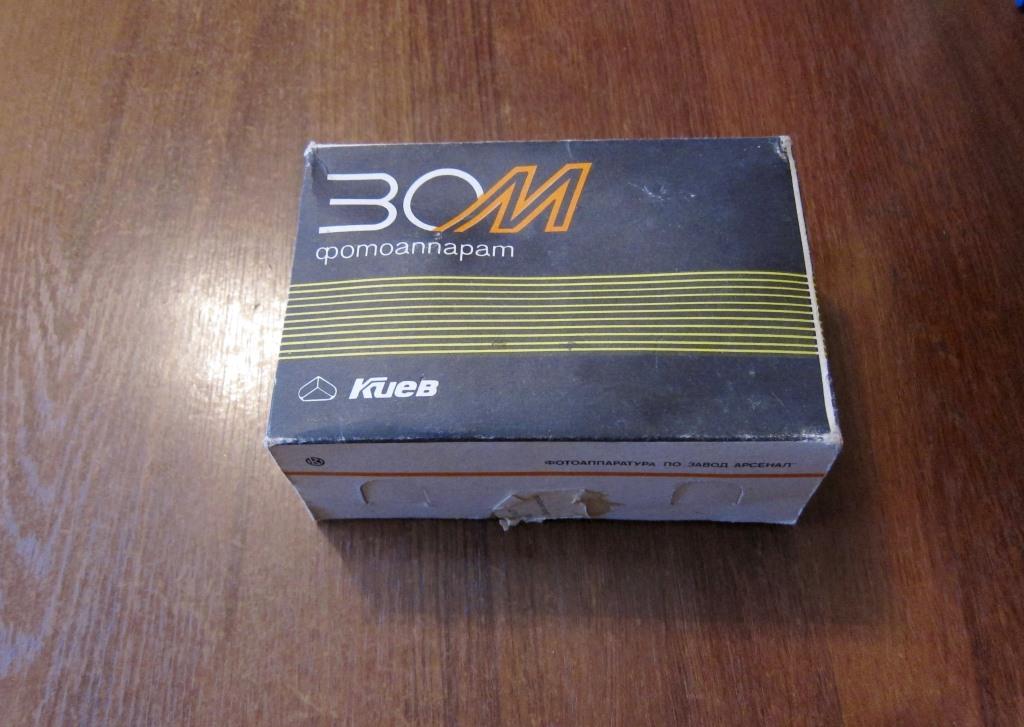 30М
фотоаппарат
Киев
ФОТОАППАРАТУРА ПО ЗАВОД АРСЕНАЛ"